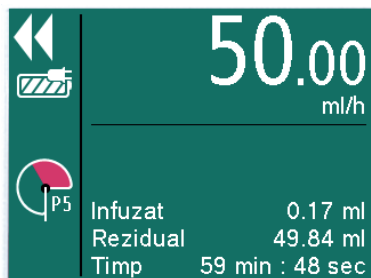 50.00
ml/h
P5
Infuzat 0.17 ml
Rezidual 49.84 ml
Timp 59 min : 48 sec